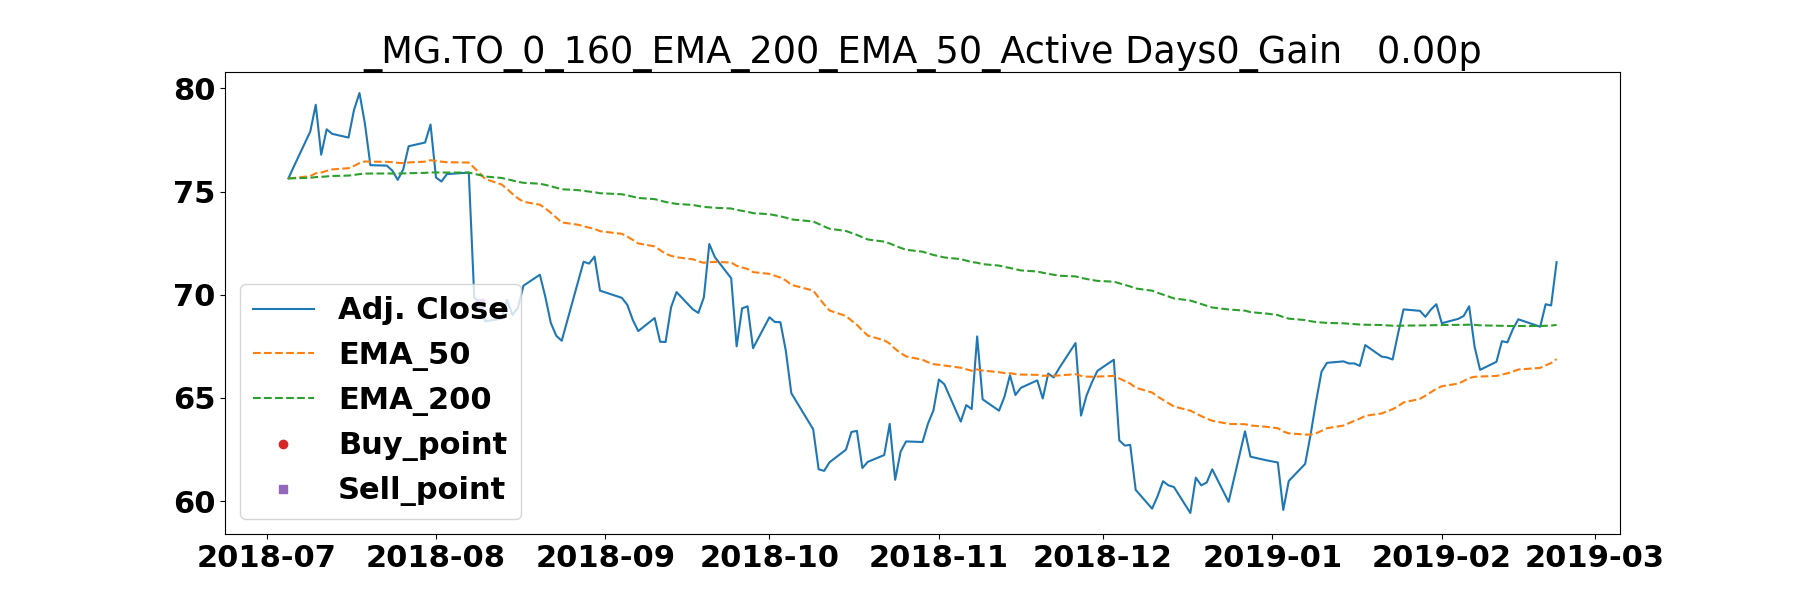 _MG.TO_0_160_EMA_200_EMA_50_Active Days0_Gain   0.00p
80
75
70
65
60
Adj. Close
EMA_50
EMA_200
Buy_point
Sell_point
2018-07 2018-08 2018-09 2018-10 2018-11 2018-12 2019-01 2019-02 2019-03